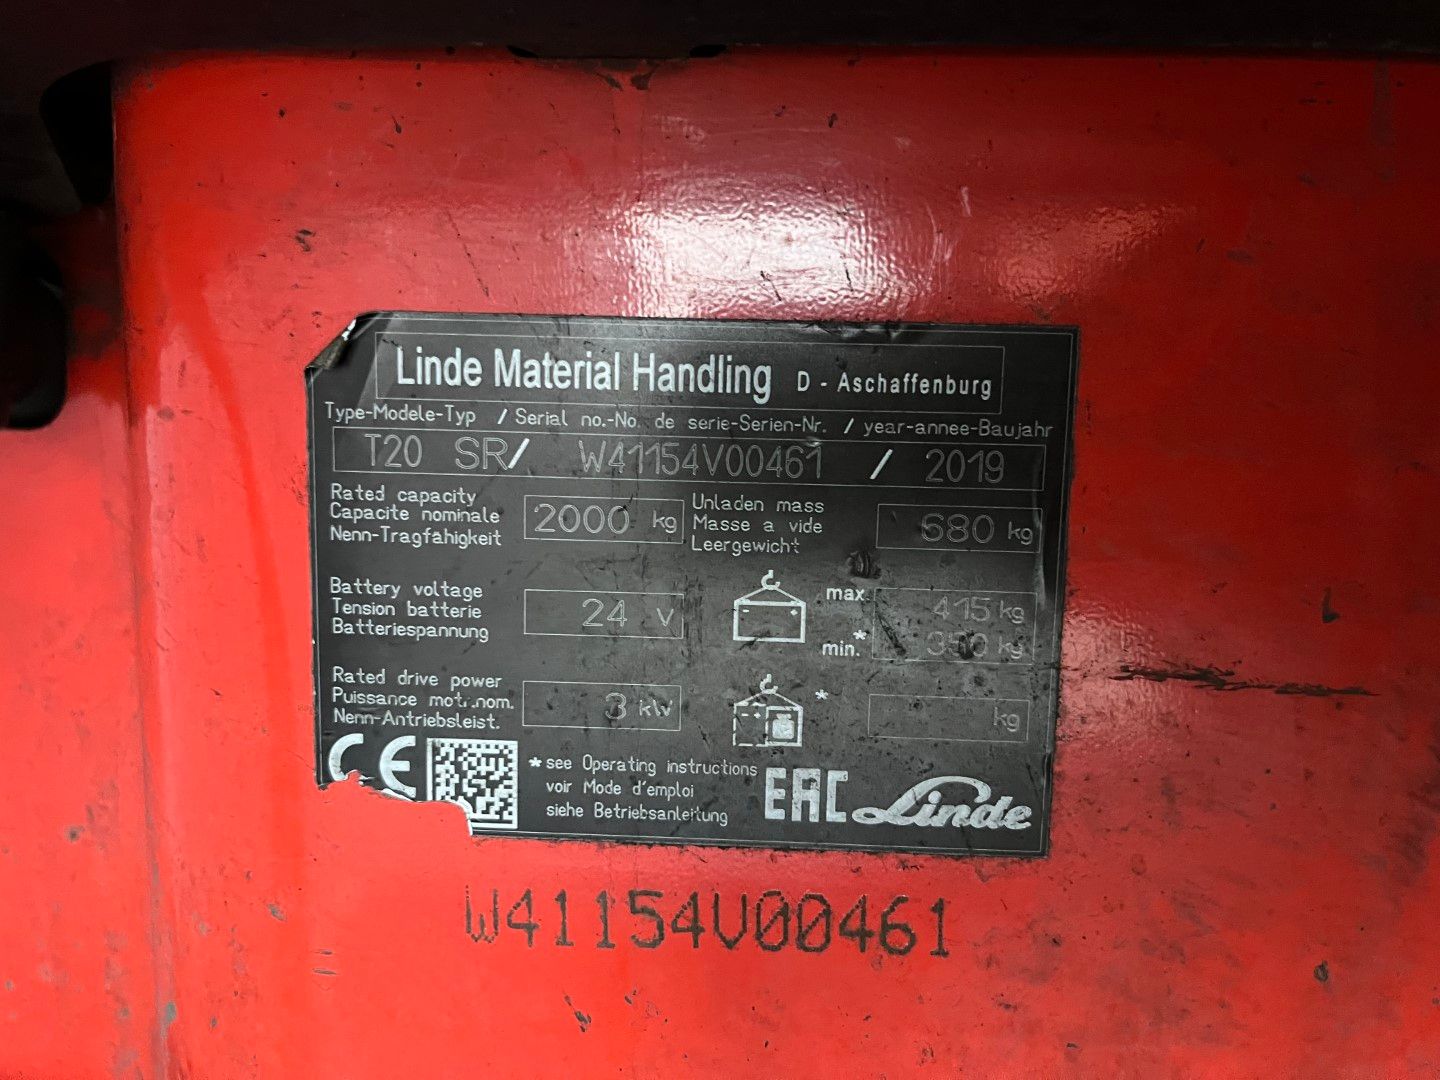 Linde Material Handling D - Aschaffenburg
Type-Modele-Typ / Serial no.-No. de serie-Serien-Nr. / year-annee-Baujahr
T20 SR/ W41154V00461 / 2019
Rated capacity
Capacite nominale
Nenn-Tragfähigkeit
2000 kg
Unladen mass
Masse a vide
Leergewicht
680 kg
Battery voltage
Tension batterie
Batteriespannung
24 V
- +
max. 415 kg
min.* kg
Rated drive power
Puissance mot.nom.
Nenn-Antriebsleist.
3 kW
- +
*
kg
CE
*see Operating instructions
voir Mode d'emploi
siehe Betriebsanleitung
EAC
Linde
W41154V00461